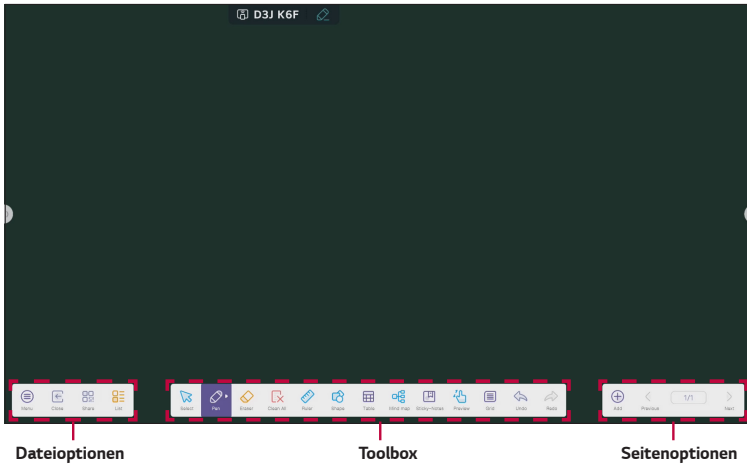 D3J K6F
Menu Close Share List
Select Pen Eraser Clean All Ruler Shape Table Mind map Sticky-Notes Preview Grid Undo Redo
Add Previous 1/1 Next
Dateioptionen Toolbox Seitenoptionen